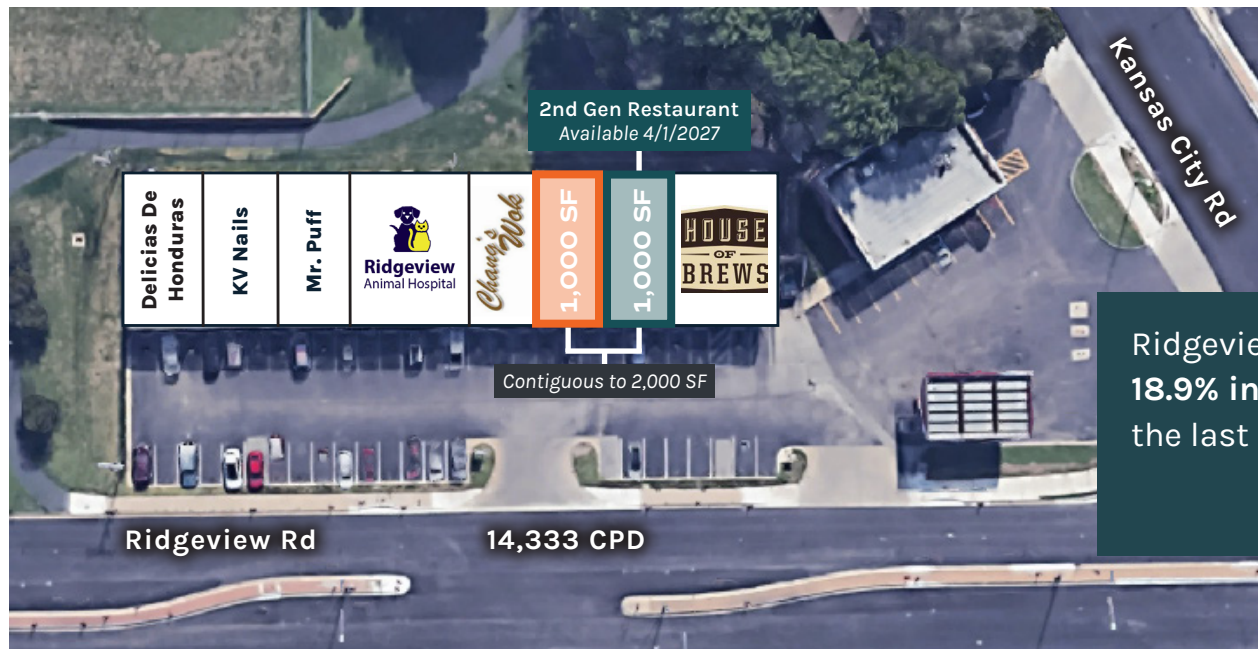 Kansas City Rd
2nd Gen Restaurant
Available 4/1/2027
Delicias De
Honduras
KV Nails
Mr. Puff
Ridgeview
Animal Hospital
Chang's
Wok
1,000 SF
1,000 SF
HOUSE
OF
BREWS
Contiguous to 2,000 SF
18.9% in
the last
Ridgeview Rd
14,333 CPD